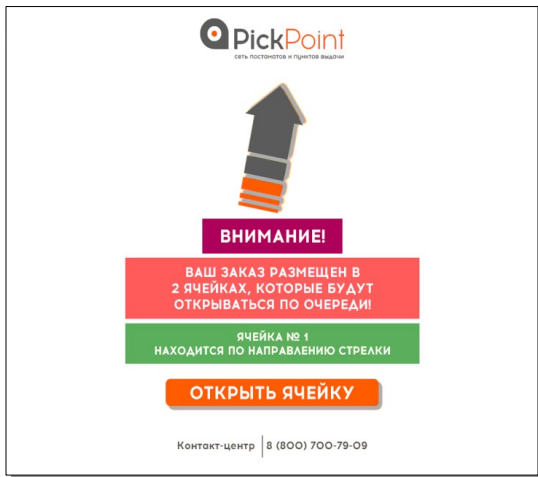 PickPoint
сеть постаматов и пунктов выдачи
ВНИМАНИЕ!
ВАШ ЗАКАЗ РАЗМЕЩЕН В
2 ЯЧЕЙКАХ, КОТОРЫЕ БУДУТ
ОТКРЫВАТЬСЯ ПО ОЧЕРЕДИ!
ЯЧЕЙКА № 1
НАХОДИТСЯ ПО НАПРАВЛЕНИЮ СТРЕЛКИ
ОТКРЫТЬ ЯЧЕЙКУ
Контакт-центр 8 (800) 700-79-09